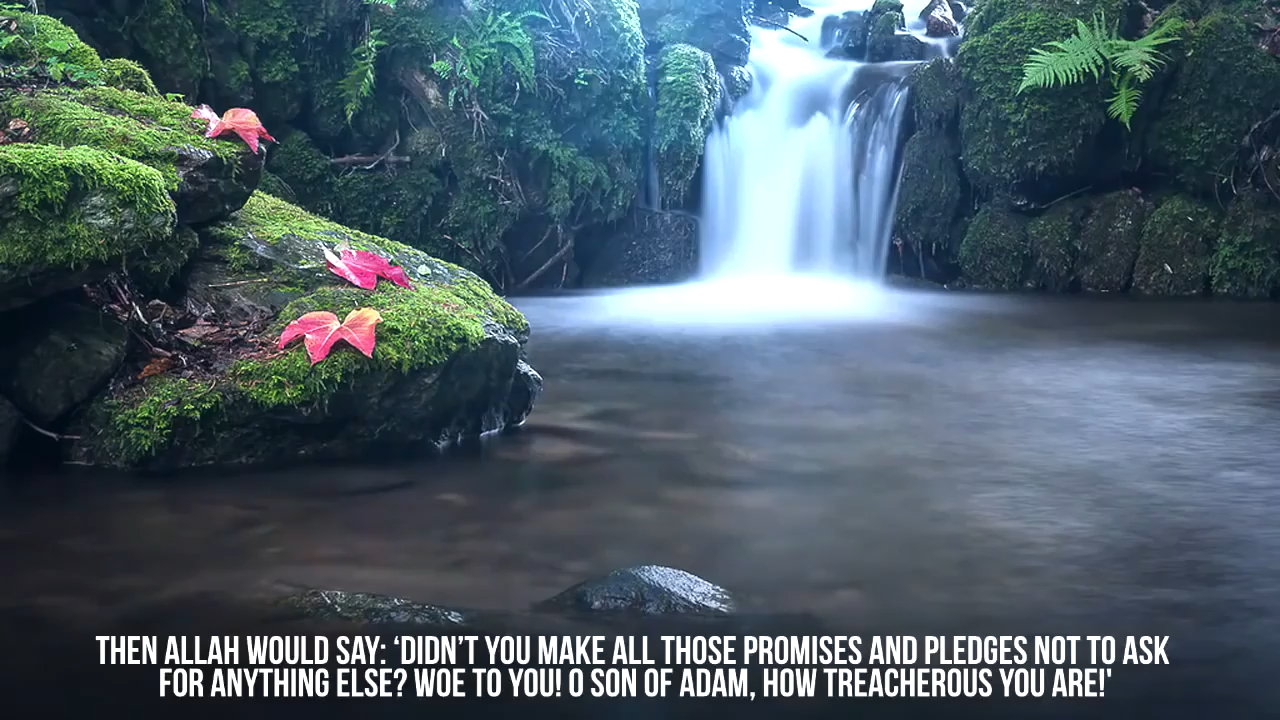 THEN ALLAH WOULD SAY: ‘DIDN’T YOU MAKE ALL THOSE PROMISES AND PLEDGES NOT TO ASK
FOR ANYTHING ELSE? WOE TO YOU! O SON OF ADAM, HOW TREACHEROUS YOU ARE!'